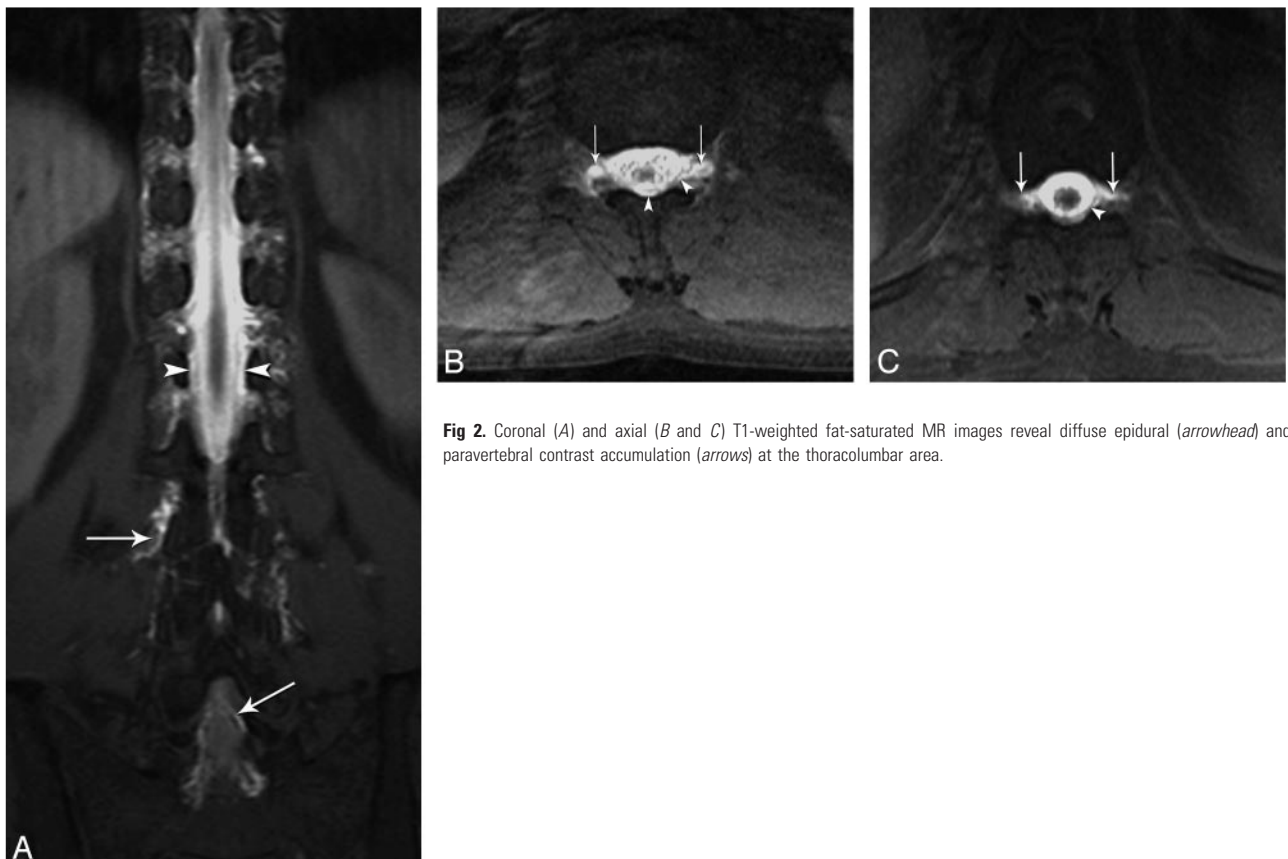 A
B
C
Fig 2. Coronal (A) and axial (B and C) T1-weighted fat-saturated MR images reveal diffuse epidural (arrowhead) and
paravertebral contrast accumulation (arrows) at the thoracolumbar area.